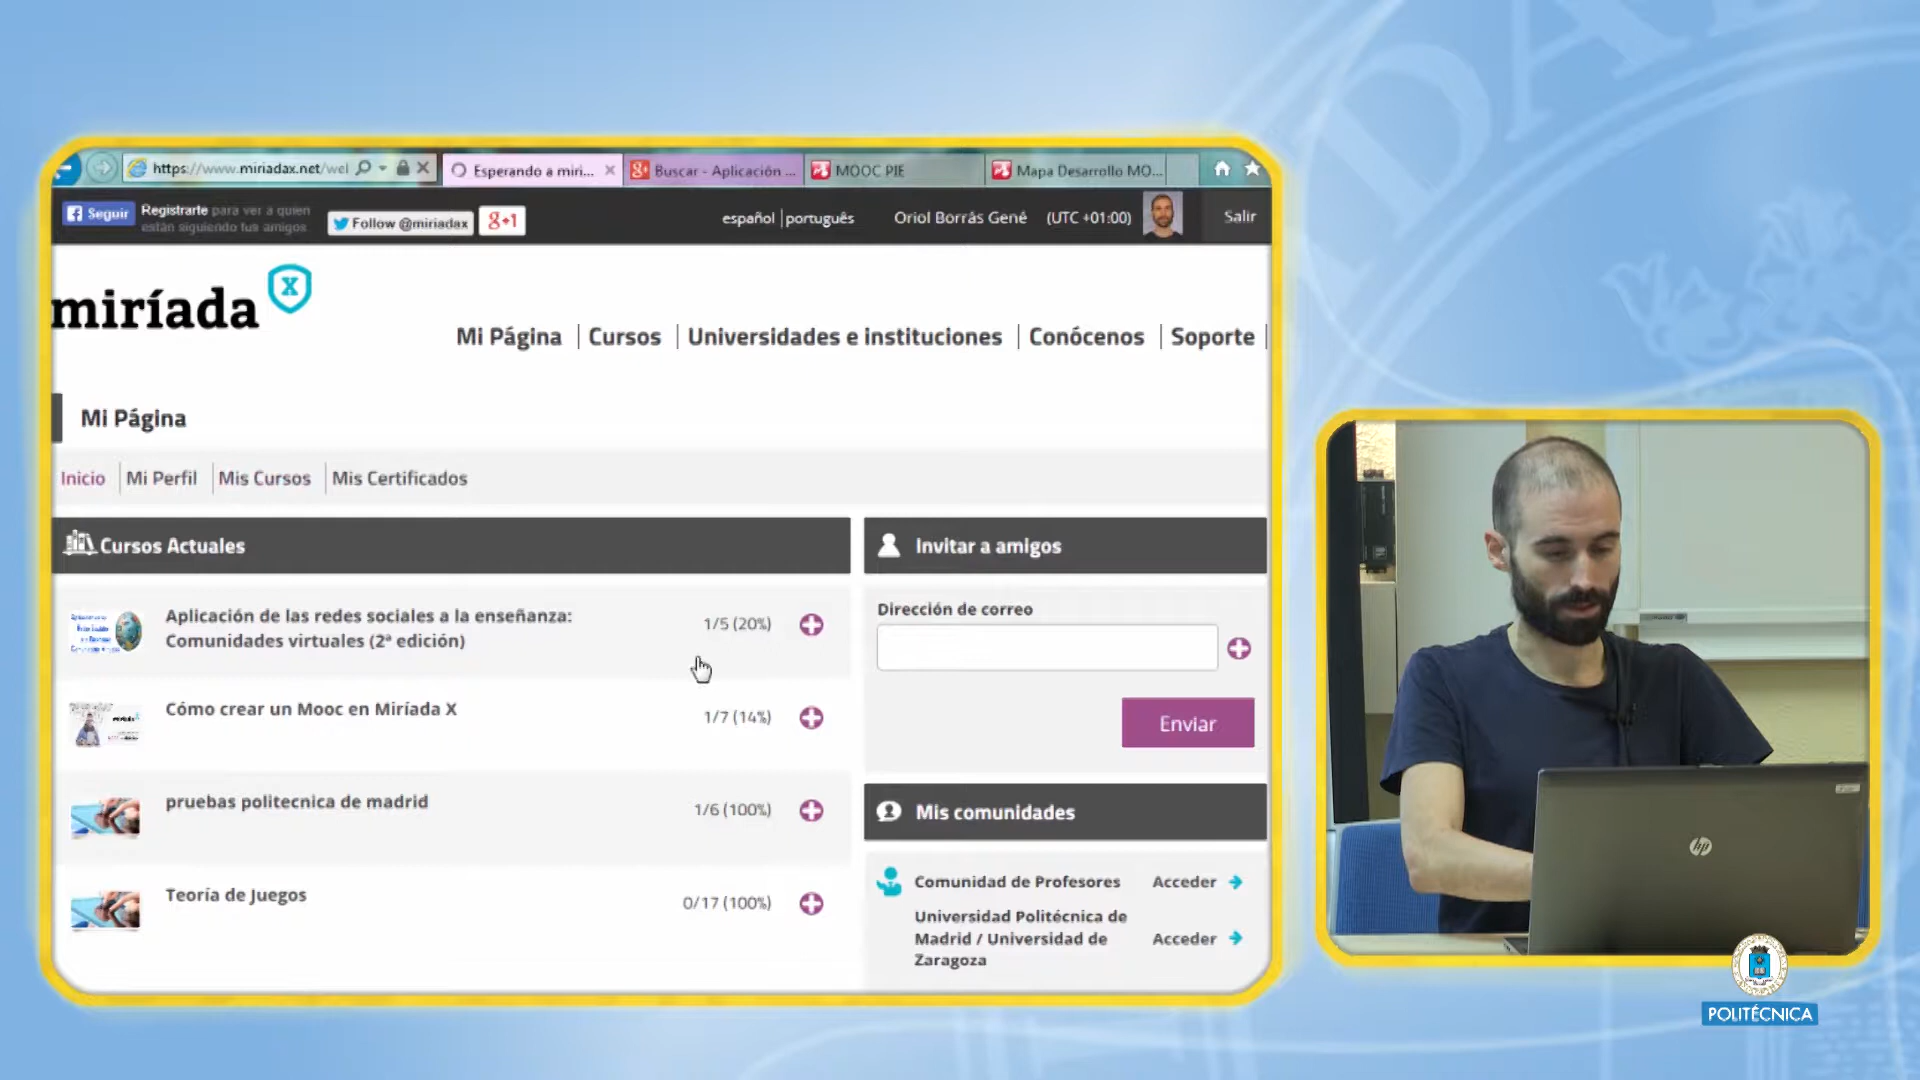 https://www.miriadax.net/wel
Esperando a miri...
Buscar - Aplicación ...
MOOC PIE
Mapa Desarrollo MO...
Seguir
Registrarte para ver a quien
están siguiendo tus amigos.
Follow @miriadax
g+1
español | português
Oriol Borrás Gené
(UTC +01:00)
Salir
miríada X
Mi Página
Cursos
Universidades e instituciones
Conócenos
Soporte
Mi Página
Inicio
Mi Perfil
Mis Cursos
Mis Certificados
Cursos Actuales
Aplicación de las redes sociales a la enseñanza:
Comunidades virtuales (2ª edición)
1/5 (20%)
Cómo crear un Mooc en Miríada X
1/7 (14%)
pruebas politecnica de madrid
1/6 (100%)
Teoría de Juegos
0/17 (100%)
Invitar a amigos
Dirección de correo
Enviar
Mis comunidades
Comunidad de Profesores
Acceder
Universidad Politécnica de
Madrid / Universidad de
Zaragoza
Acceder
hp
POLITÉCNICA